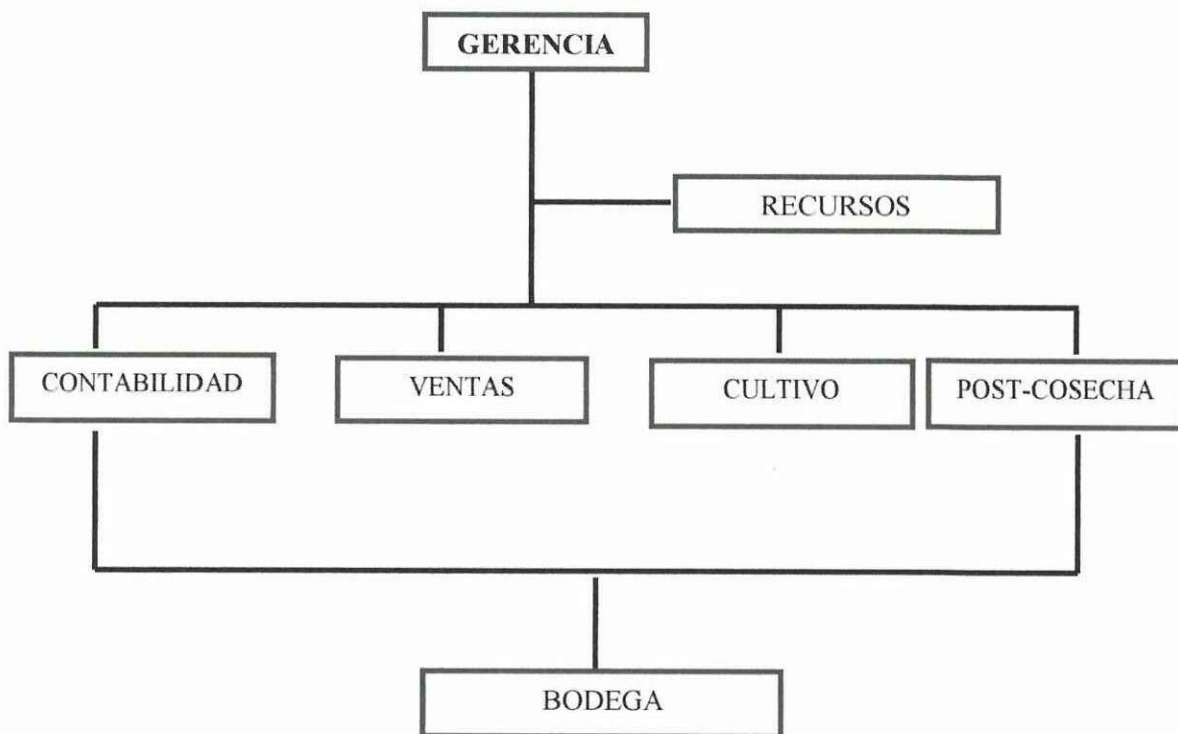 GERENCIA
RECURSOS
CONTABILIDAD
VENTAS
CULTIVO
POST-COSECHA
BODEGA